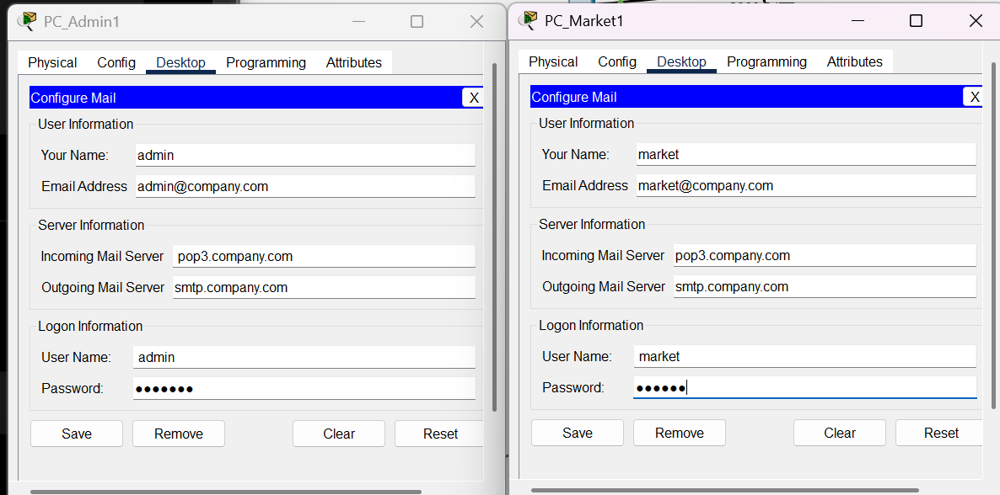 PC_Admin1
Physical Config Desktop Programming Attributes
Configure Mail X
User Information
Your Name: admin
Email Address admin@company.com
Server Information
Incoming Mail Server pop3.company.com
Outgoing Mail Server smtp.company.com
Logon Information
User Name: admin
Password: ●●●●●●●
Save Remove Clear Reset
PC_Market1
Physical Config Desktop Programming Attributes
Configure Mail X
User Information
Your Name: market
Email Address market@company.com
Server Information
Incoming Mail Server pop3.company.com
Outgoing Mail Server smtp.company.com
Logon Information
User Name: market
Password: ●●●●●●
Save Remove Clear Reset